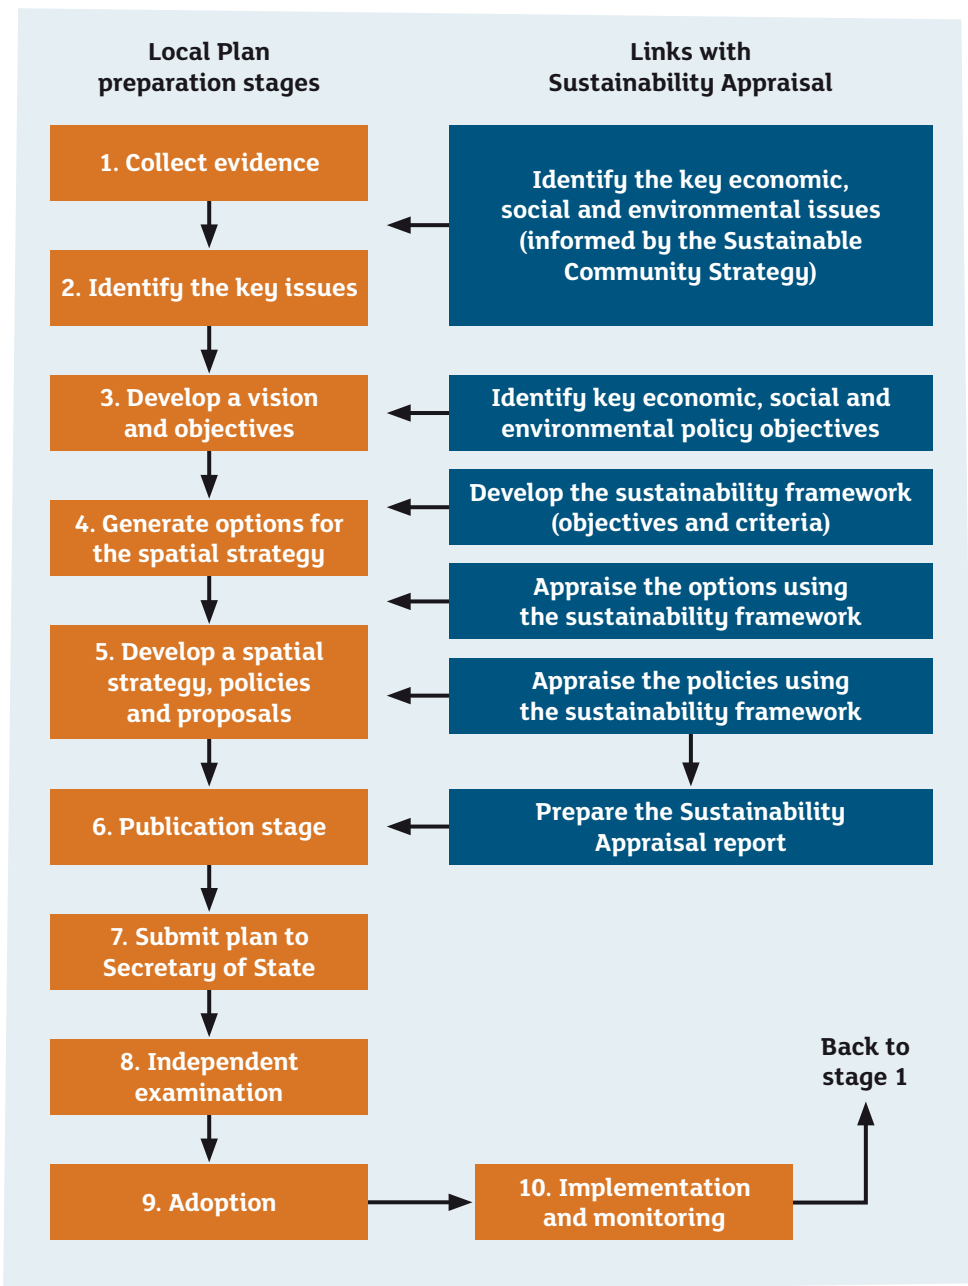 Local Plan
preparation stages
Links with
Sustainability Appraisal
1. Collect evidence
Identify the key economic,
social and environmental issues
(informed by the Sustainable
Community Strategy)
2. Identify the key issues
3. Develop a vision
and objectives
Identify key economic, social and
environmental policy objectives
Develop the sustainability framework
(objectives and criteria)
4. Generate options for
the spatial strategy
Appraise the options using
the sustainability framework
5. Develop a spatial
strategy, policies
and proposals
Appraise the policies using
the sustainability framework
6. Publication stage
Prepare the Sustainability
Appraisal report
7. Submit plan to
Secretary of State
8. Independent
examination
Back to
stage 1
9. Adoption
10. Implementation
and monitoring